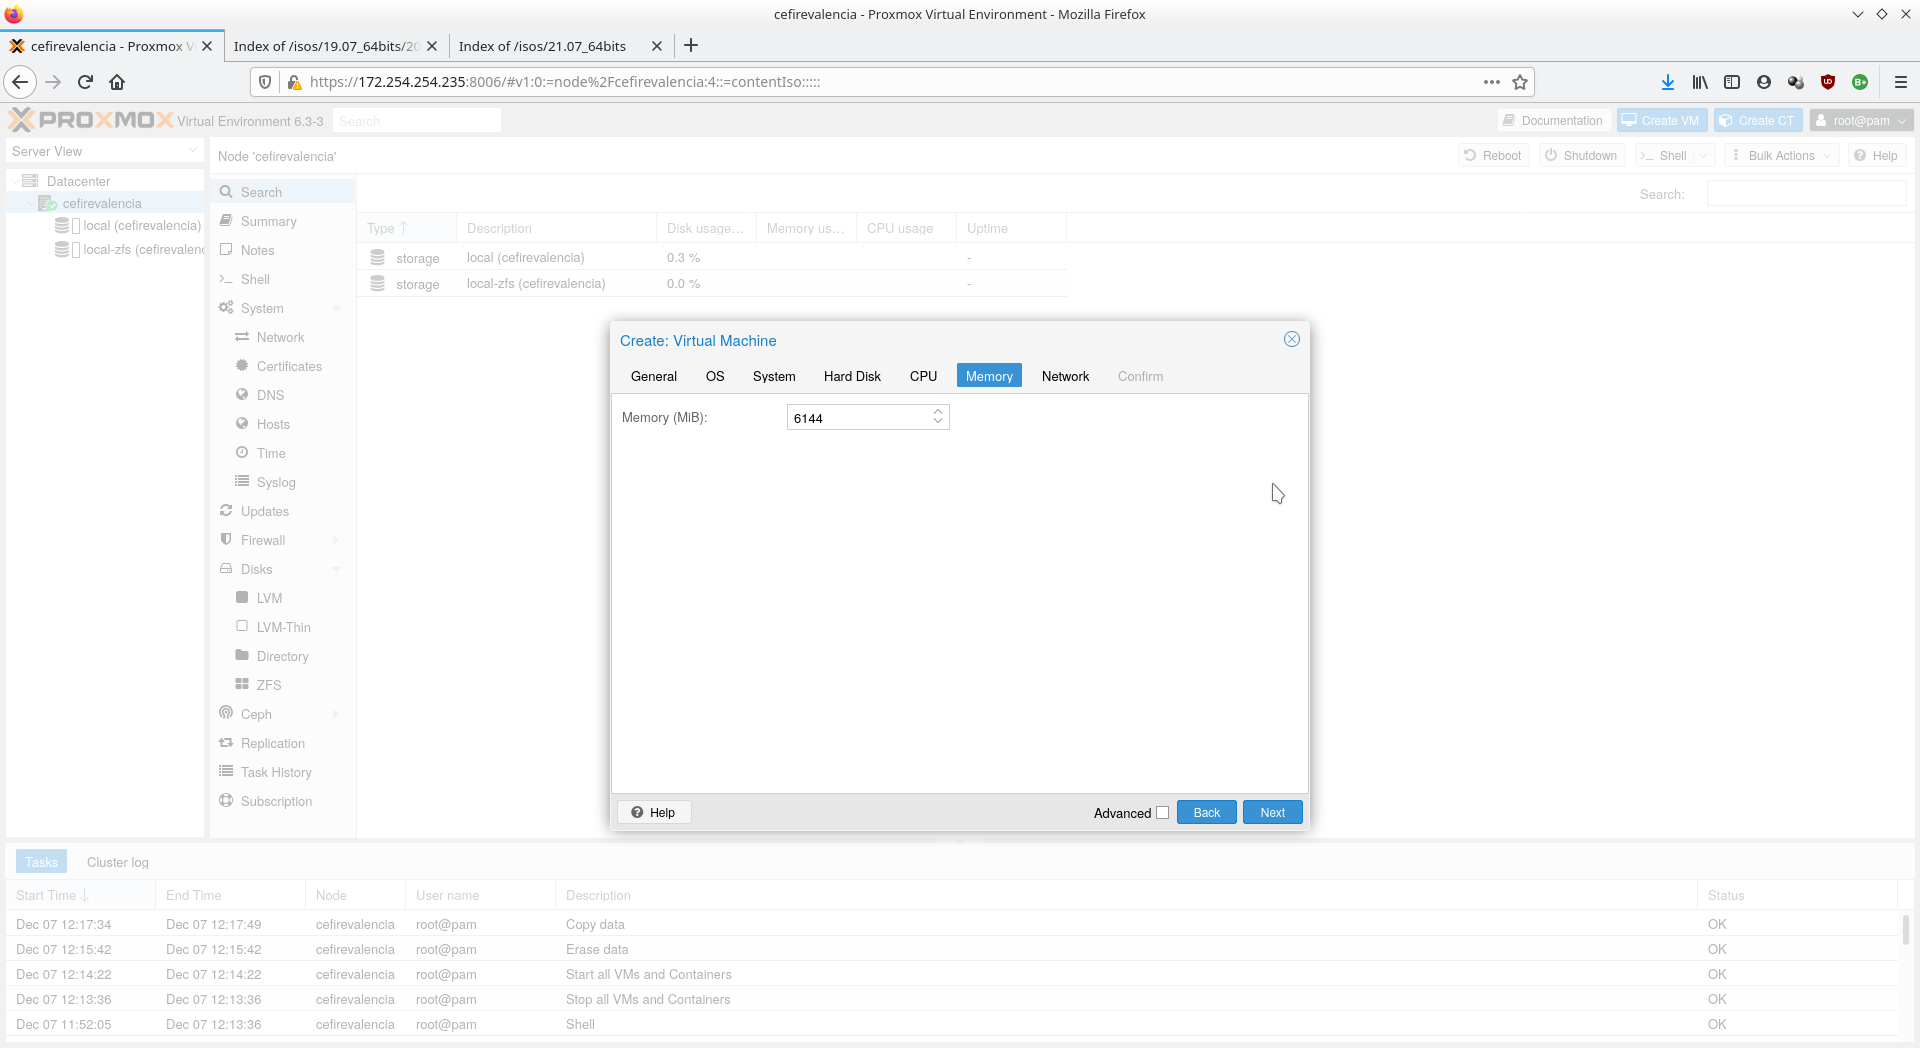 cefirevalencia - Proxmox Virtual Environment - Mozilla Firefox
cefirevalencia - Proxmox V
Index of /isos/19.07_64bits/20
Index of /isos/21.07_64bits
https://172.254.254.235:8006/#v1:0:=node%2Fcefirevalencia:4::=contentIso:::::
PROXMOX Virtual Environment 6.3-3 Search Documentation Create VM Create CT root@pam
Server View
Node 'cefirevalencia' Reboot Shutdown Shell Bulk Actions Help
Datacenter
cefirevalencia
local (cefirevalencia)
local-zfs (cefirevalenc
Search
Summary
Notes
Shell
System
Network
Certificates
DNS
Hosts
Time
Syslog
Updates
Firewall
Disks
LVM
LVM-Thin
Directory
ZFS
Ceph
Replication
Task History
Subscription
Search:
Type Description Disk usage... Memory us... CPU usage Uptime
storage local (cefirevalencia) 0.3 % -
storage local-zfs (cefirevalencia) 0.0 % -
Create: Virtual Machine
General OS System Hard Disk CPU Memory Network Confirm
Memory (MiB): 6144
Help Advanced Back Next
Tasks Cluster log
Start Time End Time Node User name Description Status
Dec 07 12:17:34 Dec 07 12:17:49 cefirevalencia root@pam Copy data OK
Dec 07 12:15:42 Dec 07 12:15:42 cefirevalencia root@pam Erase data OK
Dec 07 12:14:22 Dec 07 12:14:22 cefirevalencia root@pam Start all VMs and Containers OK
Dec 07 12:13:36 Dec 07 12:13:36 cefirevalencia root@pam Stop all VMs and Containers OK
Dec 07 11:52:05 Dec 07 12:13:36 cefirevalencia root@pam Shell OK